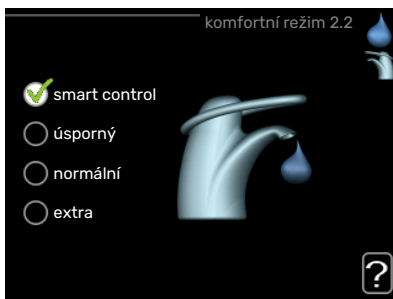 komfortní režim 2.2
smart control
úsporný
normální
extra
?